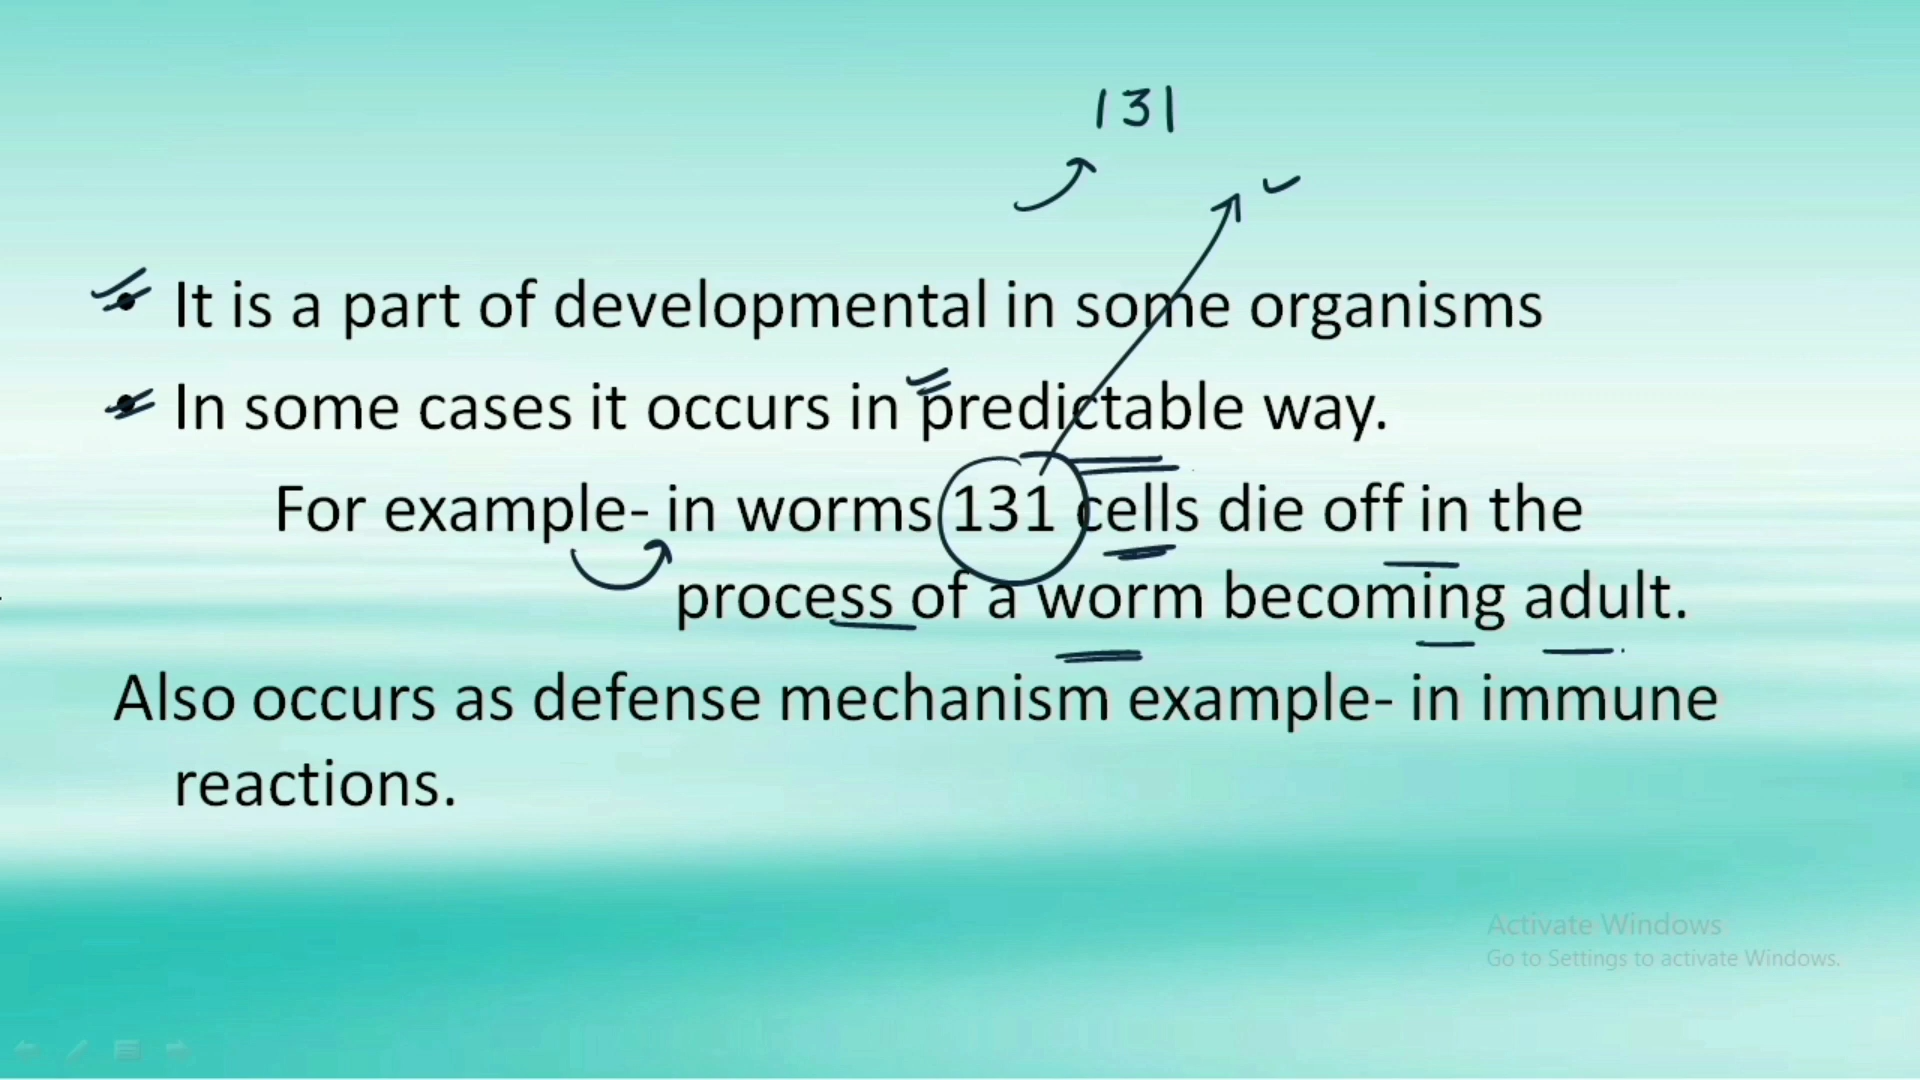 131
• It is a part of developmental in some organisms
• In some cases it occurs in predictable way.
For example- in worms 131 cells die off in the
process of a worm becoming adult.
Also occurs as defense mechanism example- in immune
reactions.
Activate Windows
Go to Settings to activate Windows.